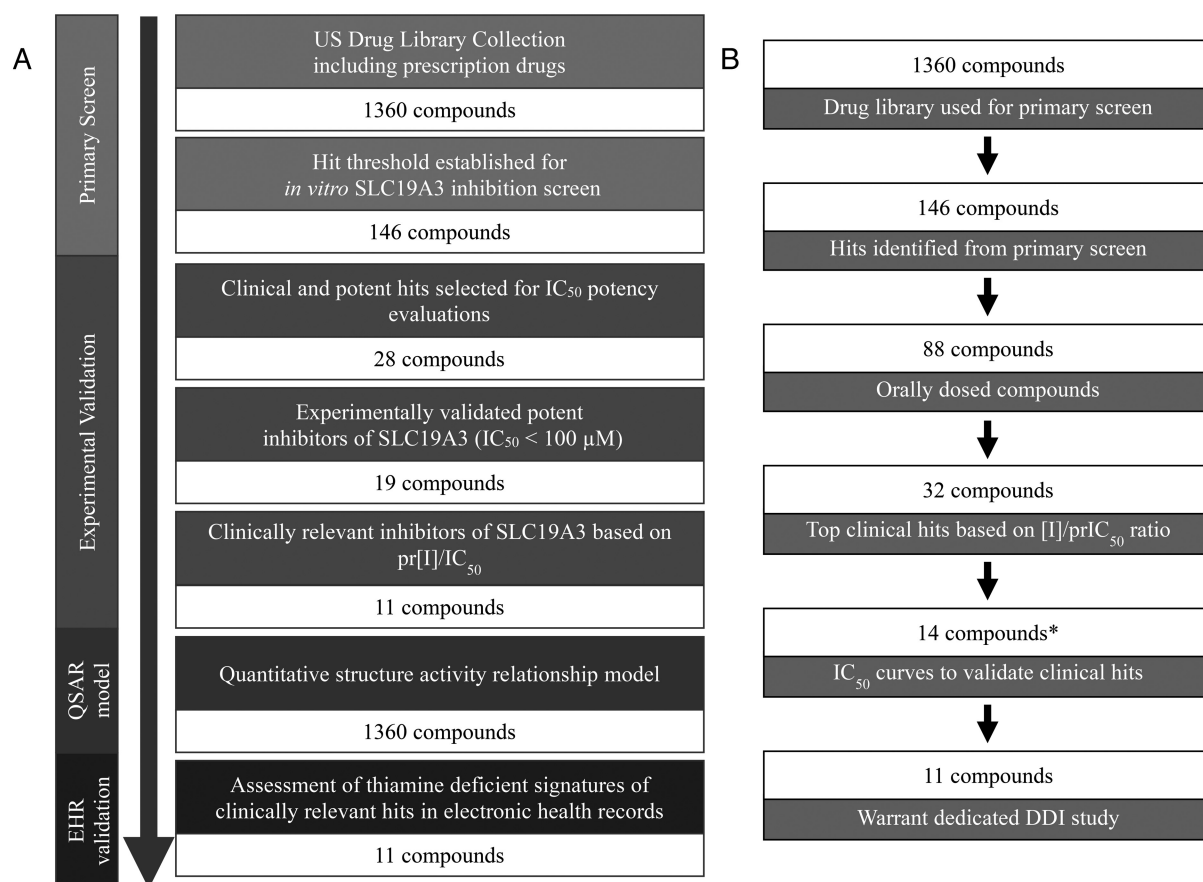 A
Primary Screen
US Drug Library Collection
including prescription drugs
1360 compounds
Hit threshold established for
in vitro SLC19A3 inhibition screen
146 compounds
Experimental Validation
Clinical and potent hits selected for IC50 potency
evaluations
28 compounds
Experimentally validated potent
inhibitors of SLC19A3 (IC50 < 100 µM)
19 compounds
Clinically relevant inhibitors of SLC19A3 based on
pr[I]/IC50
11 compounds
QSAR
model
Quantitative structure activity relationship model
1360 compounds
EHR
validation
Assessment of thiamine deficient signatures of
clinically relevant hits in electronic health records
11 compounds
B
1360 compounds
Drug library used for primary screen
146 compounds
Hits identified from primary screen
88 compounds
Orally dosed compounds
32 compounds
Top clinical hits based on [I]/prIC50 ratio
14 compounds*
IC50 curves to validate clinical hits
11 compounds
Warrant dedicated DDI study